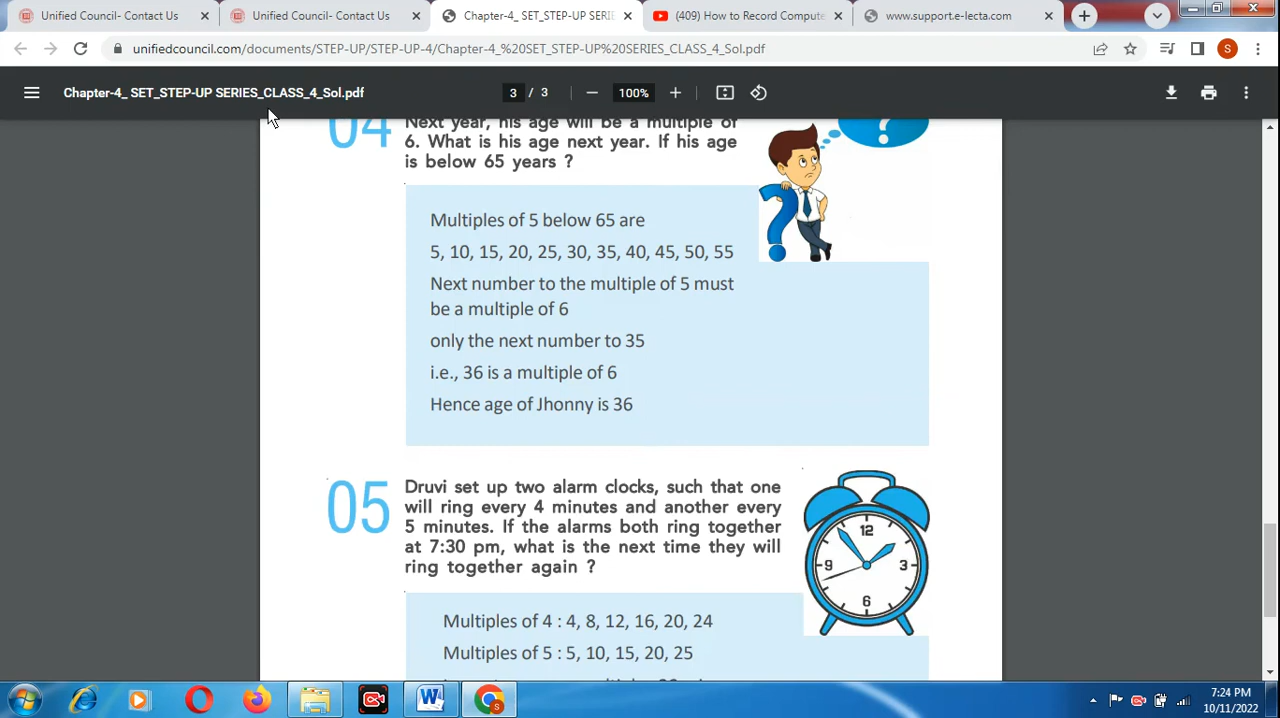 Unified Council- Contact Us
Unified Council- Contact Us
Chapter-4_ SET_STEP-UP SERI
(409) How to Record Compute
www.support.e-lecta.com
unifiedcouncil.com/documents/STEP-UP/STEP-UP-4/Chapter-4_%20SET_STEP-UP%20SERIES_CLASS_4_Sol.pdf
S
Chapter-4_ SET_STEP-UP SERIES_CLASS_4_Sol.pdf
3 / 3
100%
04
Next year, his age will be a multiple of
6. What is his age next year. If his age
is below 65 years ?
?
?
Multiples of 5 below 65 are
5, 10, 15, 20, 25, 30, 35, 40, 45, 50, 55
Next number to the multiple of 5 must
be a multiple of 6
only the next number to 35
i.e., 36 is a multiple of 6
Hence age of Jhonny is 36
05
Druvi set up two alarm clocks, such that one
will ring every 4 minutes and another every
5 minutes. If the alarms both ring together
at 7:30 pm, what is the next time they will
ring together again ?
12
9 3
6
Multiples of 4 : 4, 8, 12, 16, 20, 24
Multiples of 5 : 5, 10, 15, 20, 25
7:24 PM
10/11/2022